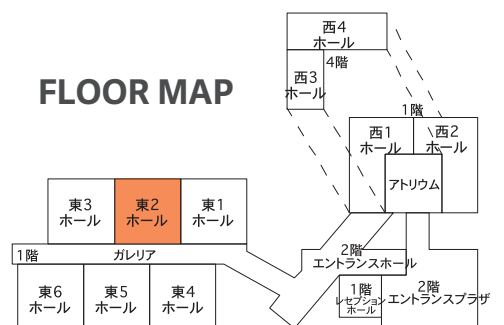 西4
ホール
西3
ホール
4階
FLOOR MAP
1階
西1
ホール
西2
ホール
アトリウム
東3
ホール
東2
ホール
東1
ホール
1階
ガレリア
2階
エントランスホール
東6
ホール
東5
ホール
東4
ホール
1階
レセプション
ホール
2階
エントランスプラザ